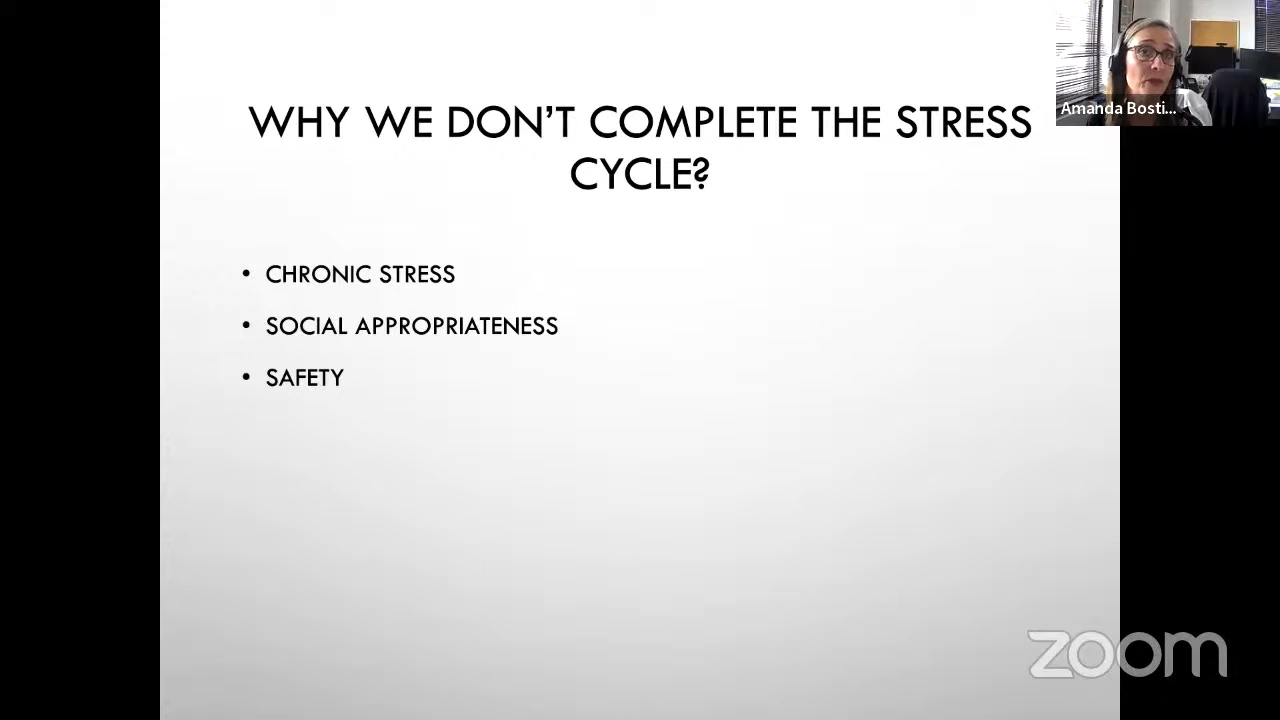 WHY WE DON’T COMPLETE THE STRESS
CYCLE?
• CHRONIC STRESS
• SOCIAL APPROPRIATENESS
• SAFETY
Amanda Bosti...
zoom